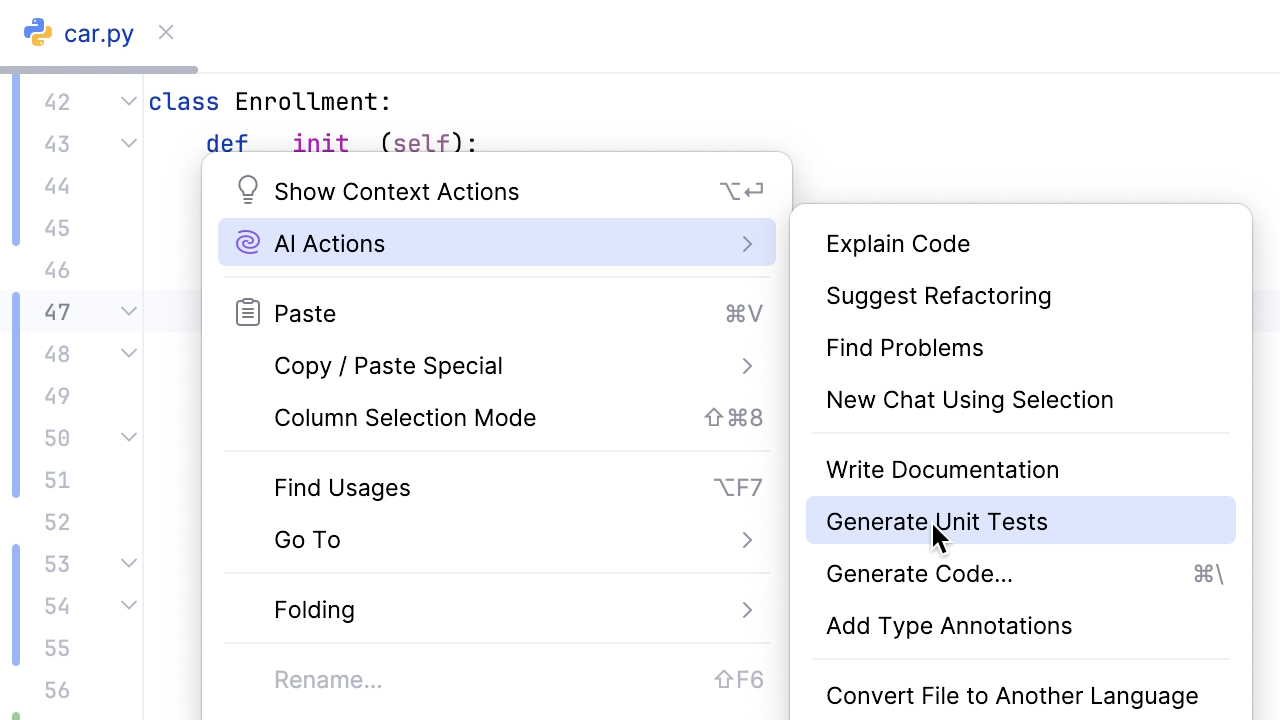 car.py
42 class Enrollment:
43 def __init__(self):
44
45
46
47
48
49
50
51
52
53
54
55
56
Show Context Actions ⌥↩
AI Actions
Paste ⌘V
Copy / Paste Special
Column Selection Mode ⇧⌘8
Find Usages ⌥F7
Go To
Folding
Rename... ⇧F6
Explain Code
Suggest Refactoring
Find Problems
New Chat Using Selection
Write Documentation
Generate Unit Tests
Generate Code... ⌘\
Add Type Annotations
Convert File to Another Language